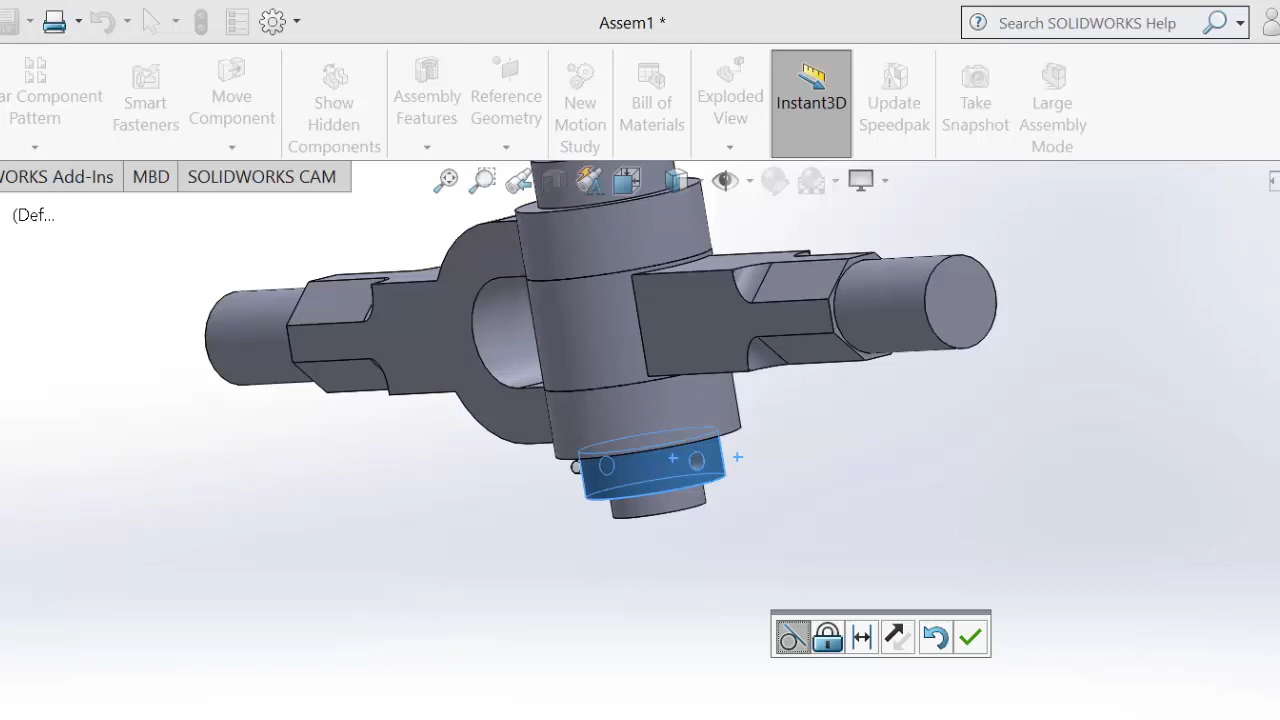 Assem1 *
Search SOLIDWORKS Help
ar Component
Pattern
Smart
Fasteners
Move
Component
Show
Hidden
Components
Assembly
Features
Reference
Geometry
New
Motion
Study
Bill of
Materials
Exploded
View
Instant3D
Update
Speedpak
Take
Snapshot
Large
Assembly
Mode
WORKS Add-Ins
MBD
SOLIDWORKS CAM
(Def...